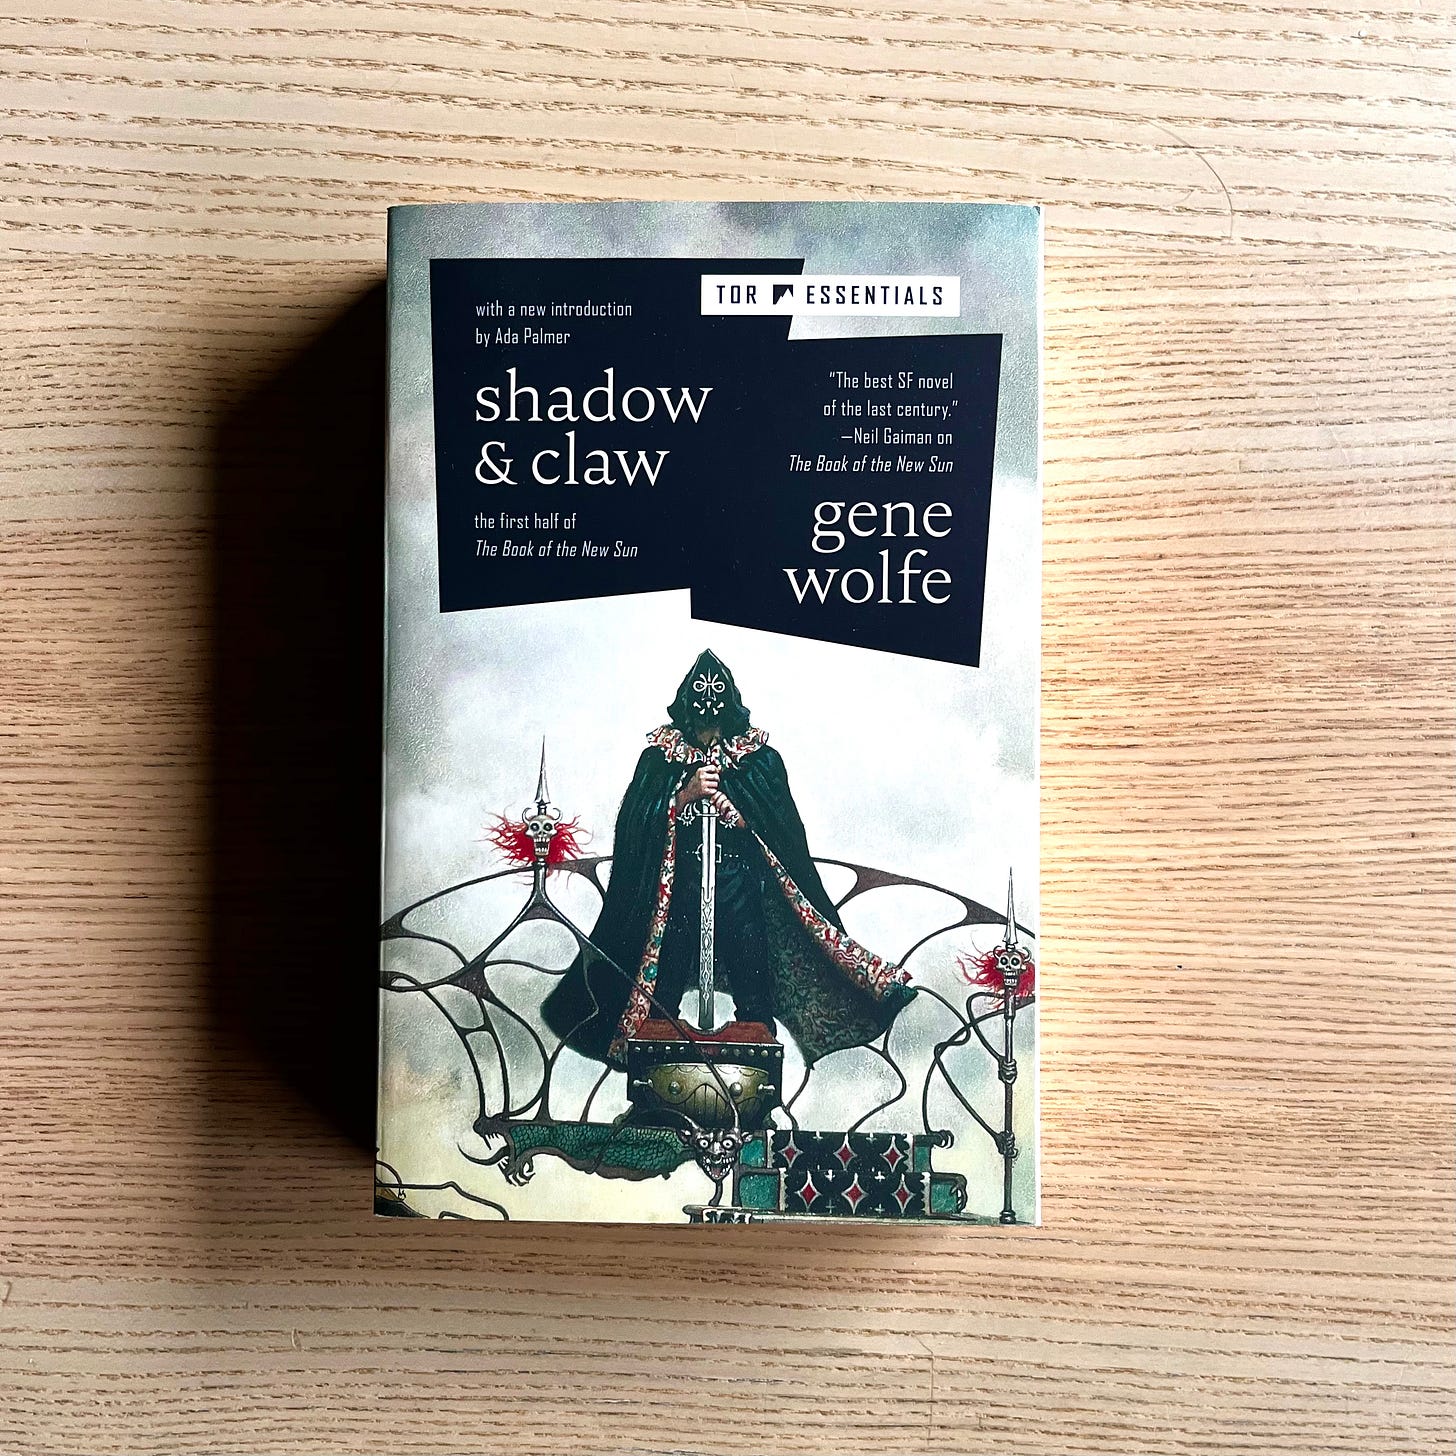 TOR ESSENTIALS
with a new introduction
by Ada Palmer
shadow
& claw
the first half of
The Book of the New Sun
“The best SF novel
of the last century.”
—Neil Gaiman on
The Book of the New Sun
gene
wolfe